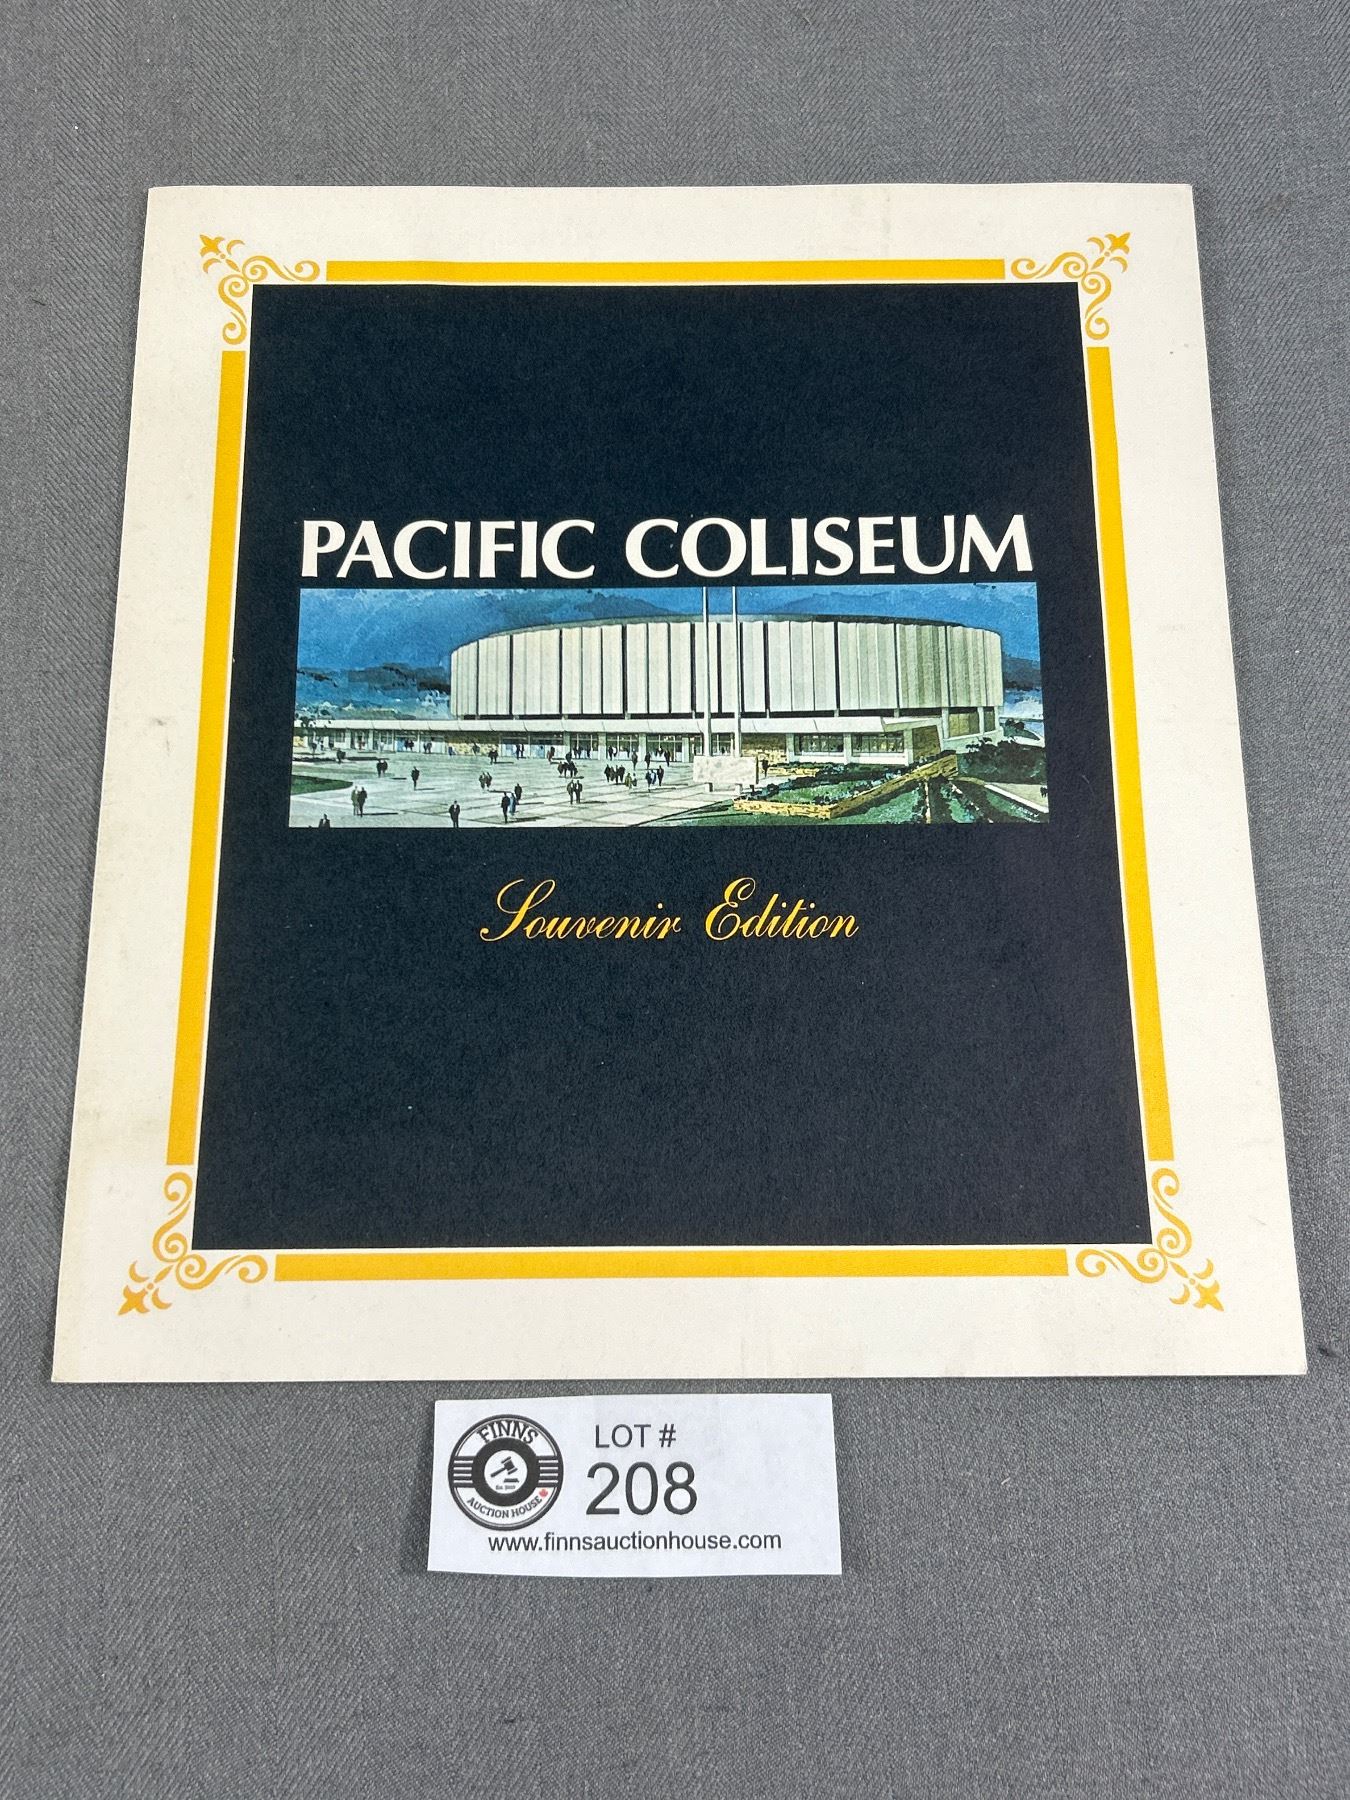 PACIFIC COLISEUM
Souvenir Edition
FINNS
AUCTION HOUSE
LOT #
208
www.finnsauctionhouse.com